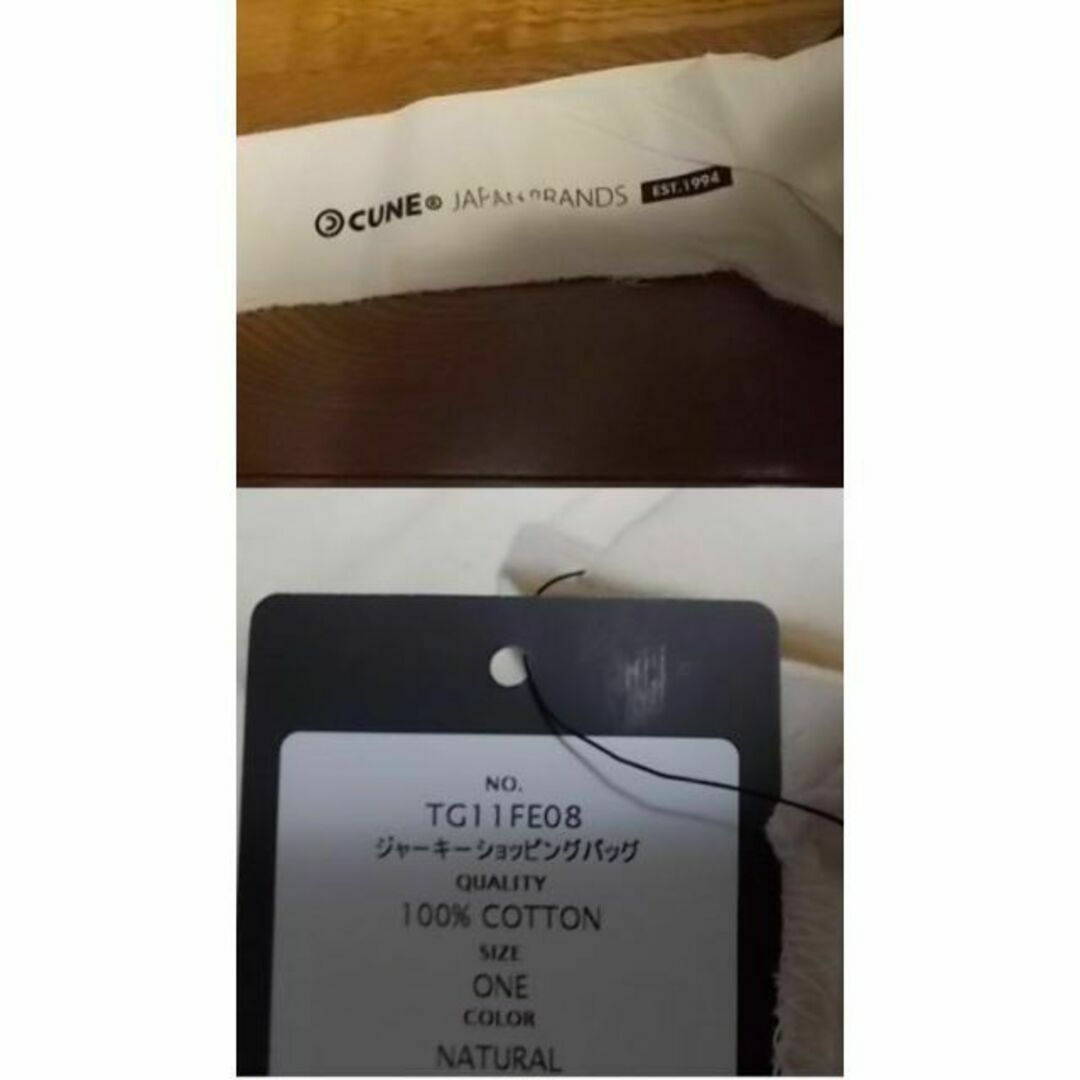 CUNE® JAPAN BRANDS EST.1994
NO.
TG11FE08
ジャーキーショッピングバッグ
QUALITY
100% COTTON
SIZE
ONE
COLOR
NATURAL